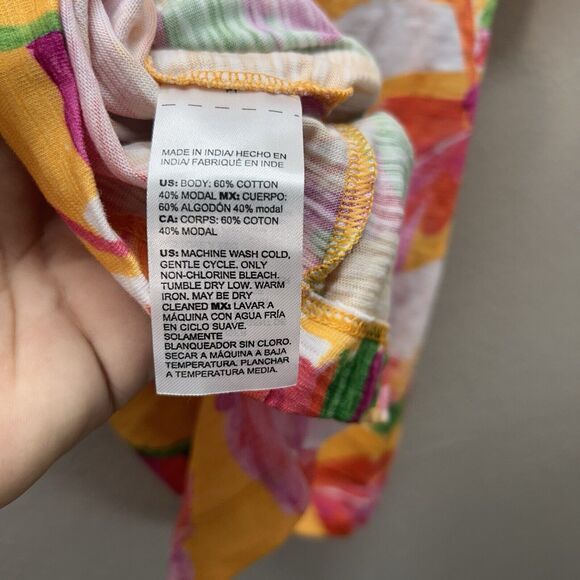 MADE IN INDIA/ HECHO EN
INDIA/ FABRIQUÉ EN INDE
US: BODY: 60% COTTON
40% MODAL MX: CUERPO:
60% ALGODÓN 40% modal
CA: CORPS: 60% COTON
40% MODAL
US: MACHINE WASH COLD,
GENTLE CYCLE. ONLY
NON-CHLORINE BLEACH.
TUMBLE DRY LOW. WARM
IRON. MAY BE DRY
CLEANED MX: LAVAR A
MÁQUINA CON AGUA FRÍA
EN CICLO SUAVE.
SOLAMENTE
BLANQUEADOR SIN CLORO.
SECAR A MÁQUINA A BAJA
TEMPERATURA. PLANCHAR
A TEMPERATURA MEDIA.